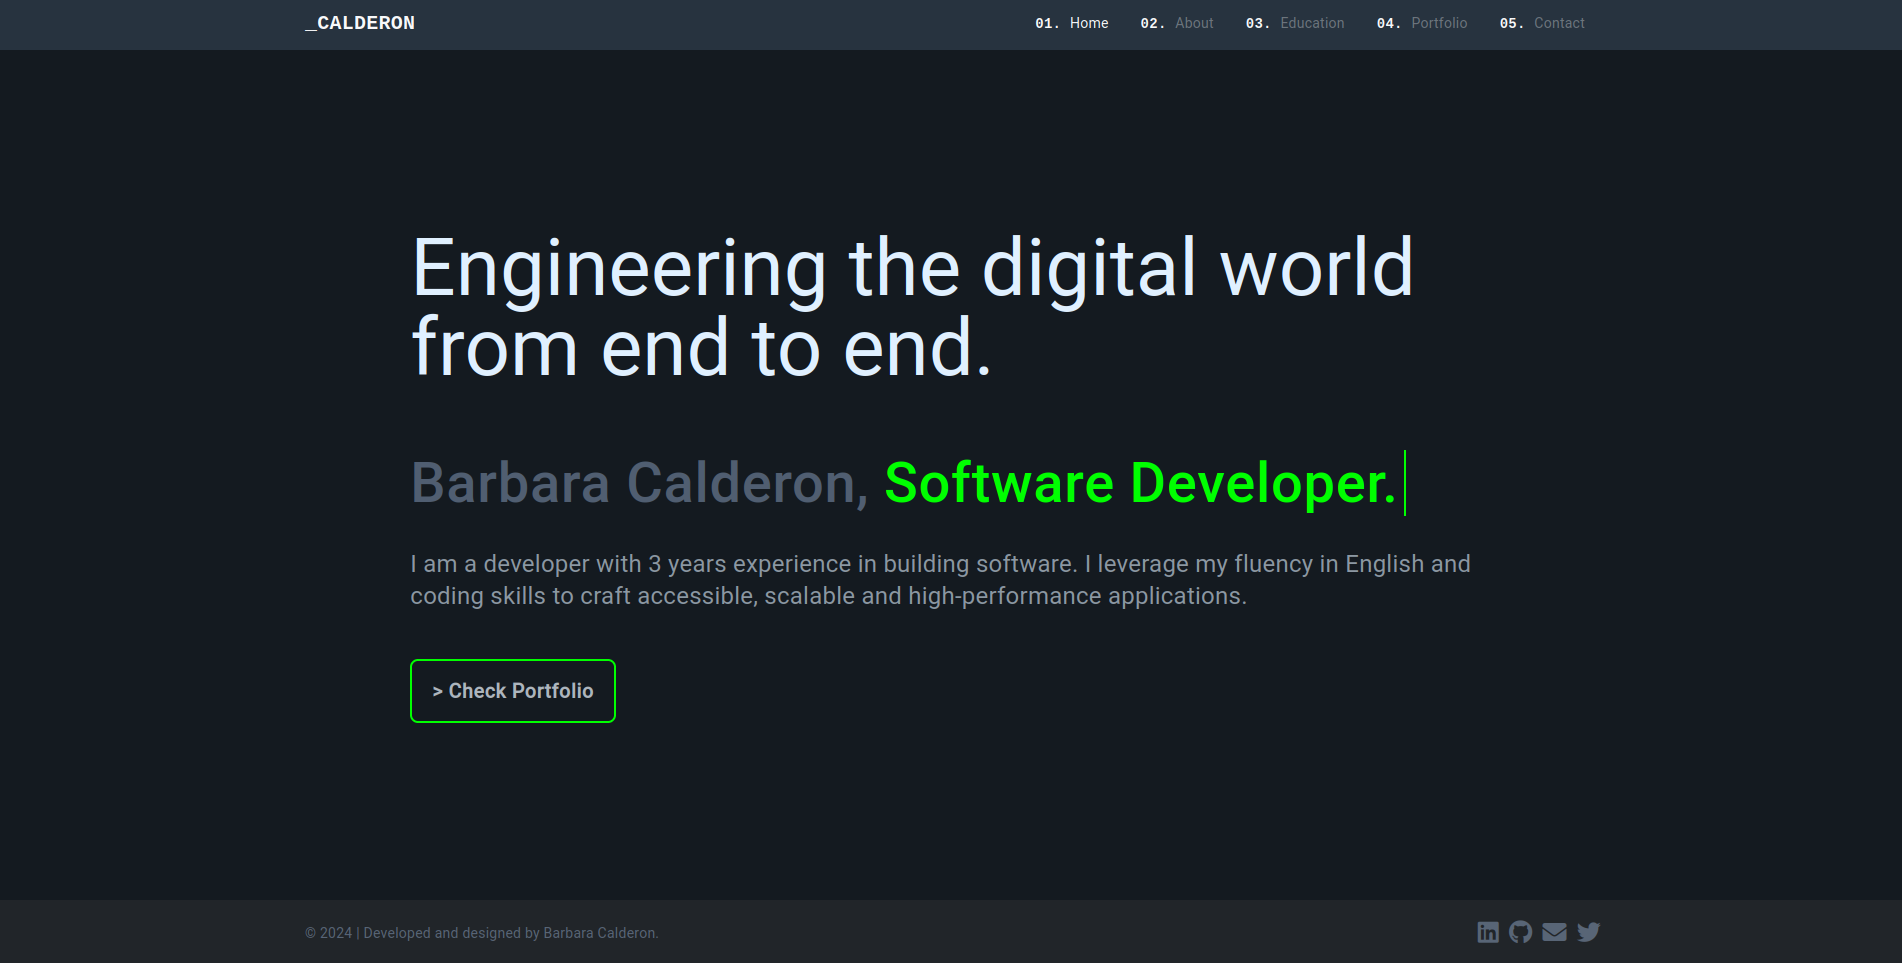 _CALDERON
01. Home 02. About 03. Education 04. Portfolio 05. Contact
Engineering the digital world
from end to end.
Barbara Calderon, Software Developer.
I am a developer with 3 years experience in building software. I leverage my fluency in English and
coding skills to craft accessible, scalable and high-performance applications.
> Check Portfolio
© 2024 | Developed and designed by Barbara Calderon.